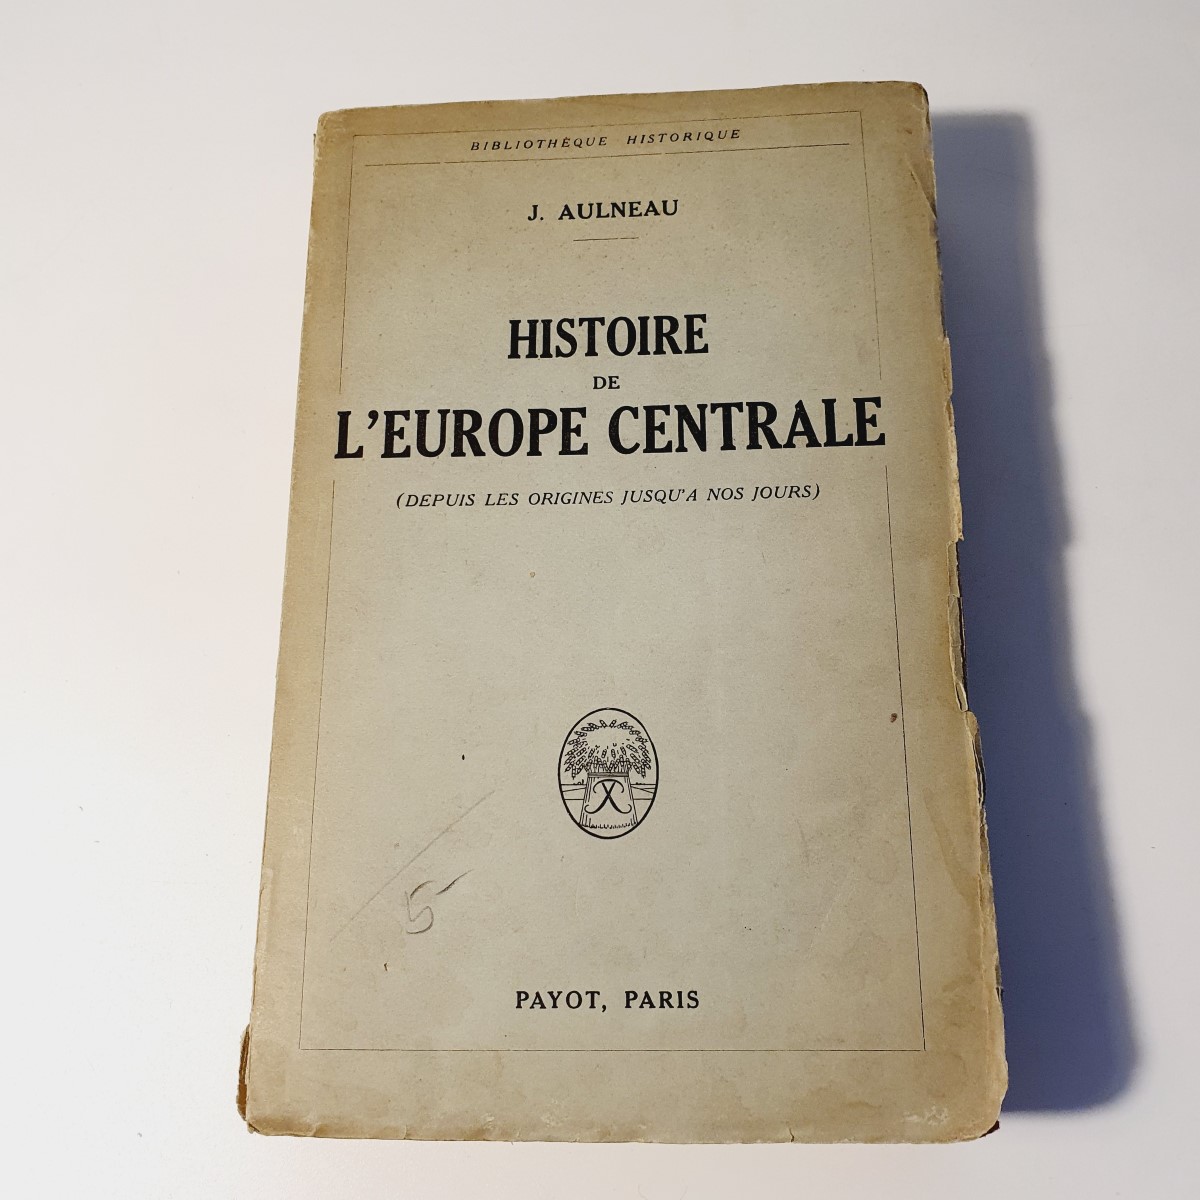 BIBLIOTHÈQUE HISTORIQUE
J. AULNEAU
HISTOIRE
DE
L'EUROPE CENTRALE
(DEPUIS LES ORIGINES JUSQU'A NOS JOURS)
5
PAYOT, PARIS